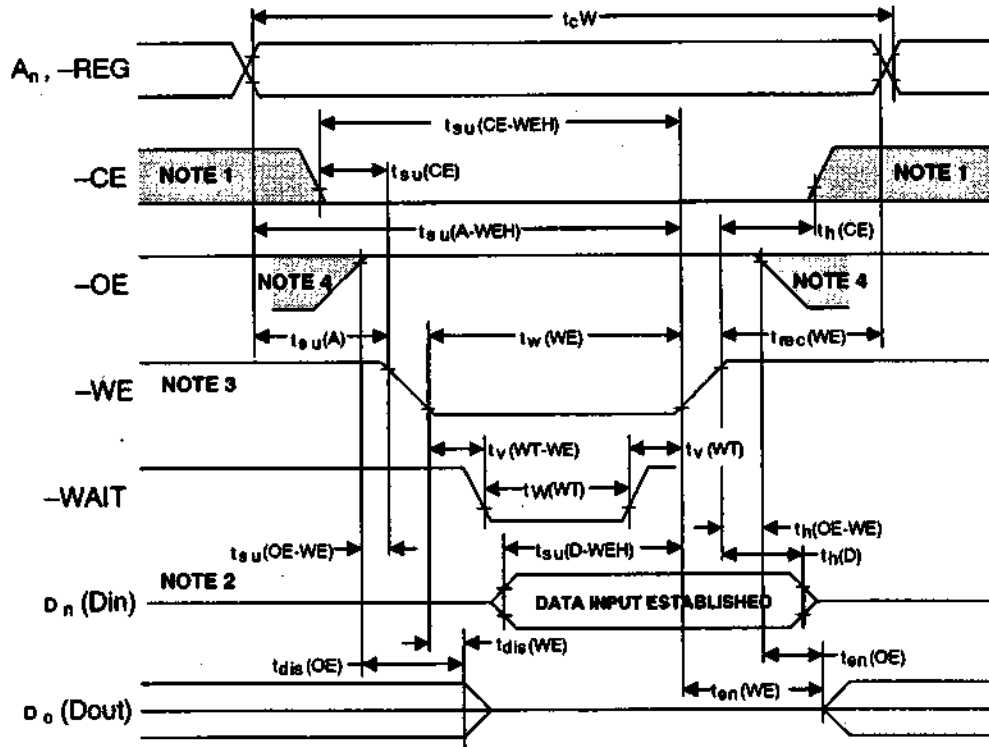 tcW
An, –REG
tsu(CE-WEH)
–CE
NOTE 1
tsu(CE)
NOTE 1
tsu(A-WEH)
th(CE)
–OE
NOTE 4
NOTE 4
tsu(A)
tw(WE)
trec(WE)
–WE
NOTE 3
tv(WT-WE)
tv(WT)
–WAIT
tW(WT)
tsu(OE-WE)
tsu(D-WEH)
th(OE-WE)
th(D)
NOTE 2
Dn (Din)
DATA INPUT ESTABLISHED
tdis(OE)
tdis(WE)
ten(OE)
ten(WE)
Do (Dout)